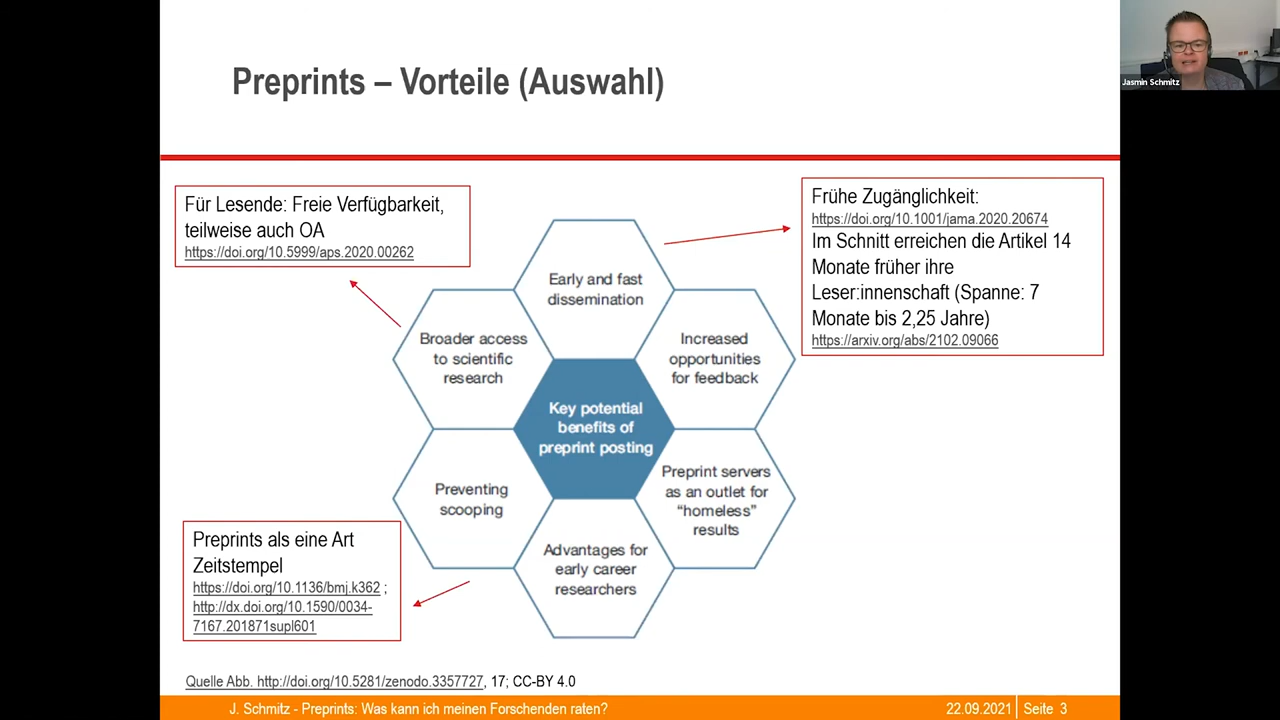 Preprints – Vorteile (Auswahl)
Jasmin Schmitz
Für Lesende: Freie Verfügbarkeit,
teilweise auch OA
https://doi.org/10.5999/aps.2020.00262
Frühe Zugänglichkeit:
https://doi.org/10.1001/jama.2020.20674
Im Schnitt erreichen die Artikel 14
Monate früher ihre
Leser:innenschaft (Spanne: 7
Monate bis 2,25 Jahre)
https://arxiv.org/abs/2102.09066
Early and fast
dissemination
Broader access
to scientific
research
Increased
opportunities
for feedback
Key potential
benefits of
preprint posting
Preventing
scooping
Preprint servers
as an outlet for
“homeless”
results
Advantages for
early career
researchers
Preprints als eine Art
Zeitstempel
https://doi.org/10.1136/bmj.k362 ;
http://dx.doi.org/10.1590/0034-
7167.201871supl601
Quelle Abb. http://doi.org/10.5281/zenodo.3357727, 17; CC-BY 4.0
J. Schmitz - Preprints: Was kann ich meinen Forschenden raten?
22.09.2021 Seite 3